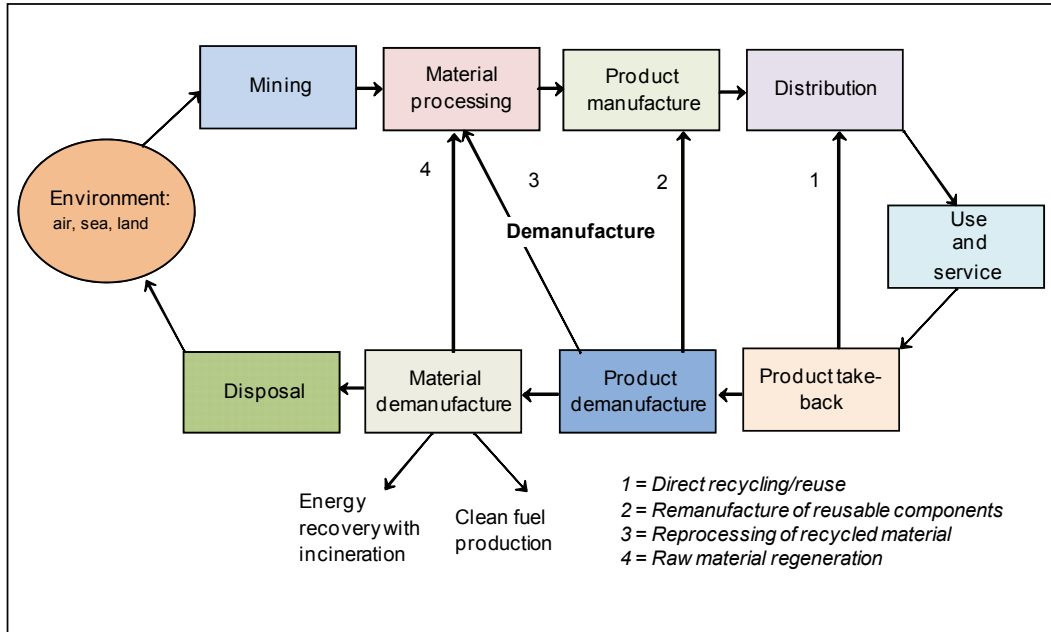 Mining
Material
processing
Product
manufacture
Distribution
4
3
2
1
Environment:
air, sea, land
Demanufacture
Use
and
service
Disposal
Material
demanufacture
Product
demanufacture
Product take-
back
Energy
recovery with
incineration
Clean fuel
production
1 = Direct recycling/reuse
2 = Remanufacture of reusable components
3 = Reprocessing of recycled material
4 = Raw material regeneration